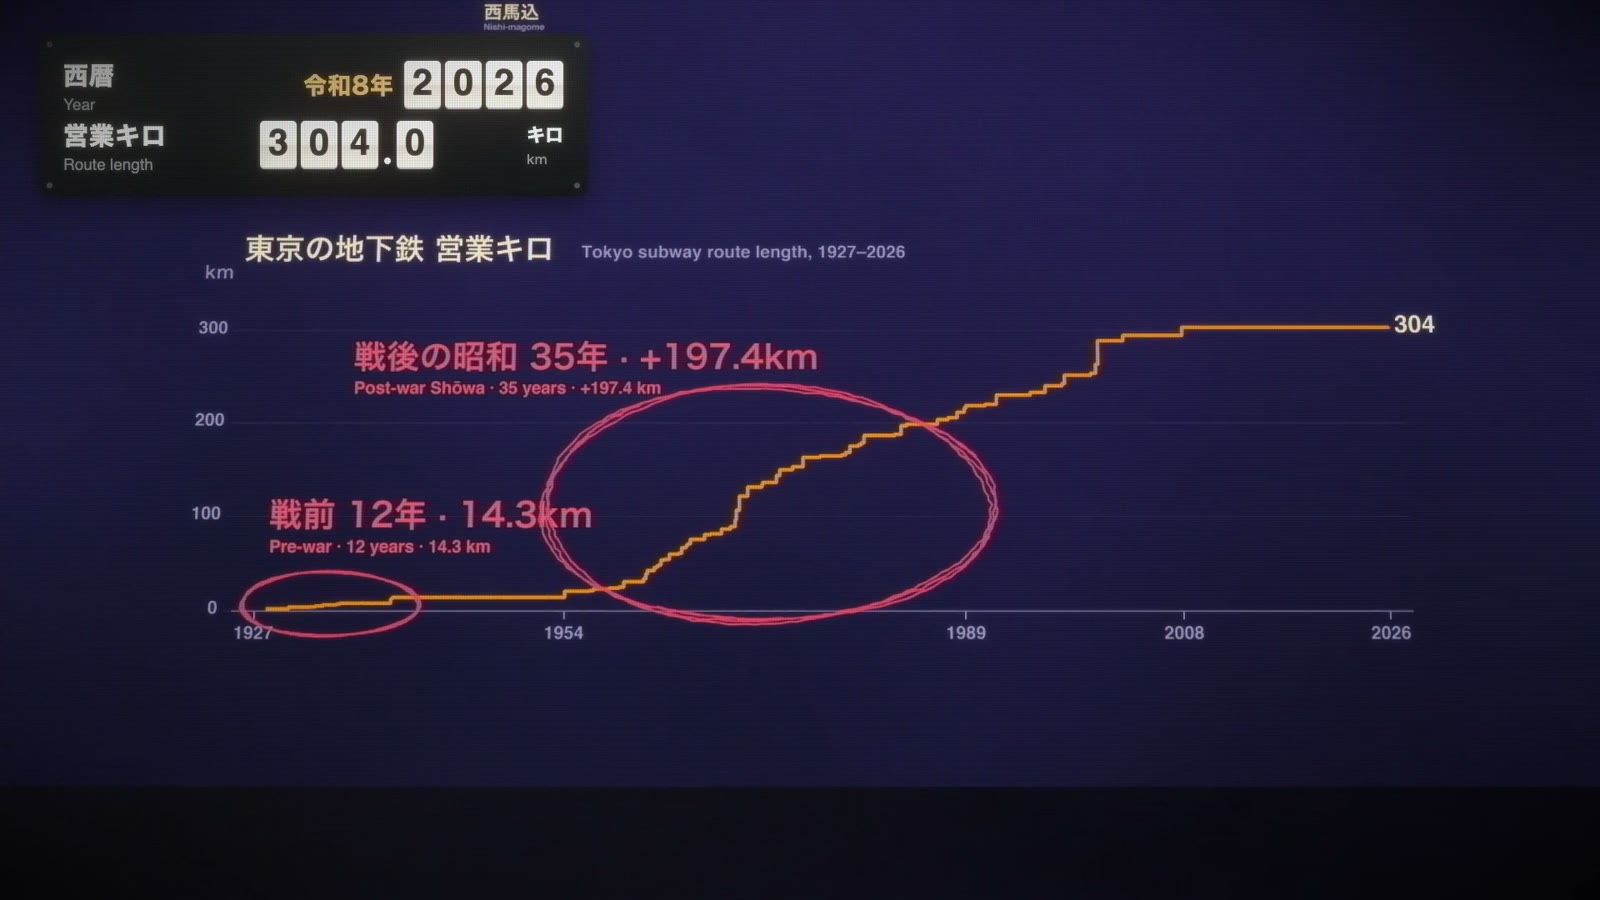 西馬込
Nishi-magome
西暦
Year
令和8年 2026
営業キロ
Route length
304.0
キロ
km
東京の地下鉄 営業キロ
Tokyo subway route length, 1927–2026
km
300
304
戦後の昭和 35年 · +197.4km
Post-war Shōwa · 35 years · +197.4 km
200
戦前 12年 · 14.3km
100
Pre-war · 12 years · 14.3 km
0
1927
1954
1989
2008
2026